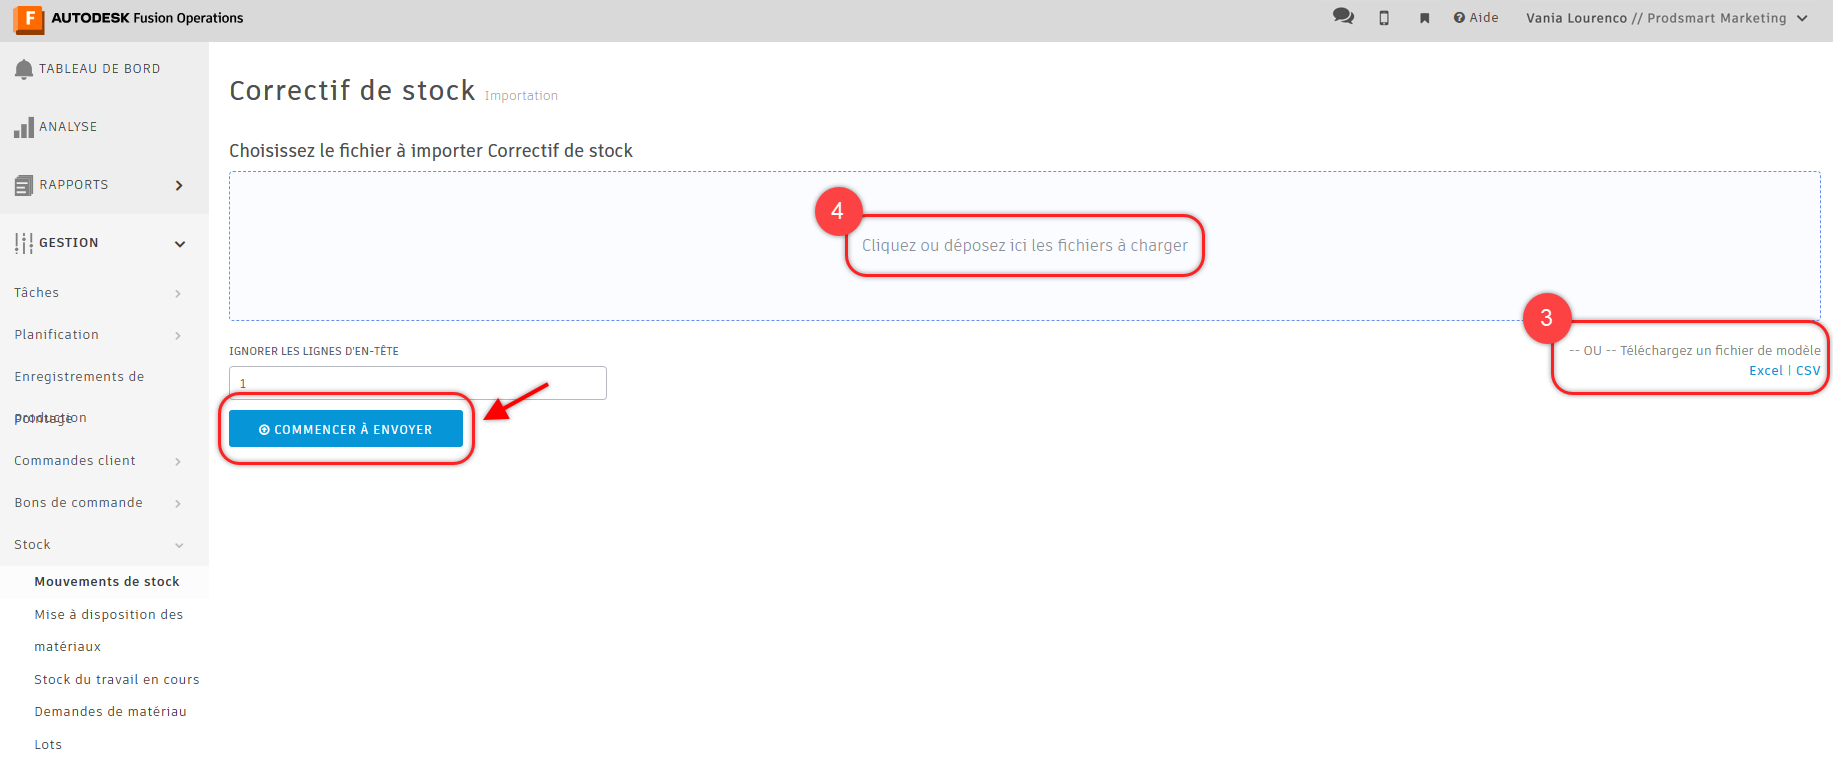 F AUTODESK Fusion Operations
Aide
Vania Lourenco // Prodsmart Marketing
TABLEAU DE BORD
ANALYSE
RAPPORTS
GESTION
Tâches
Planification
Enregistrements de
production
Pointage
Commandes client
Bons de commande
Stock
Mouvements de stock
Mise à disposition des
matériaux
Stock du travail en cours
Demandes de matériau
Lots
Correctif de stock Importation
Choisissez le fichier à importer Correctif de stock
4
Cliquez ou déposez ici les fichiers à charger
3
-- OU -- Téléchargez un fichier de modèle
Excel | CSV
IGNORER LES LIGNES D'EN-TÊTE
1
COMMENCER À ENVOYER